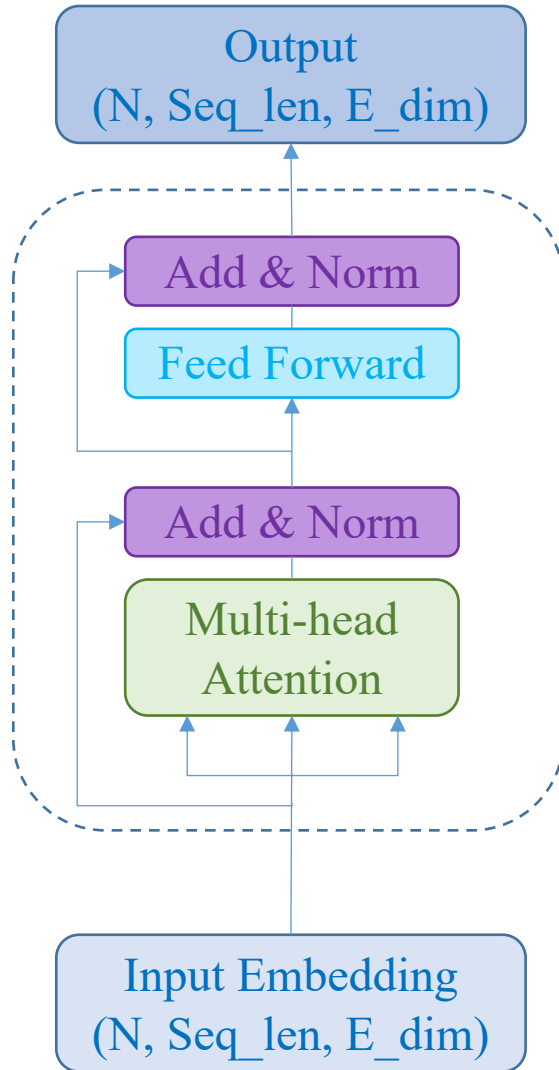 Output
(N, Seq_len, E_dim)
Add & Norm
Feed Forward
Add & Norm
Multi-head
Attention
Input Embedding
(N, Seq_len, E_dim)